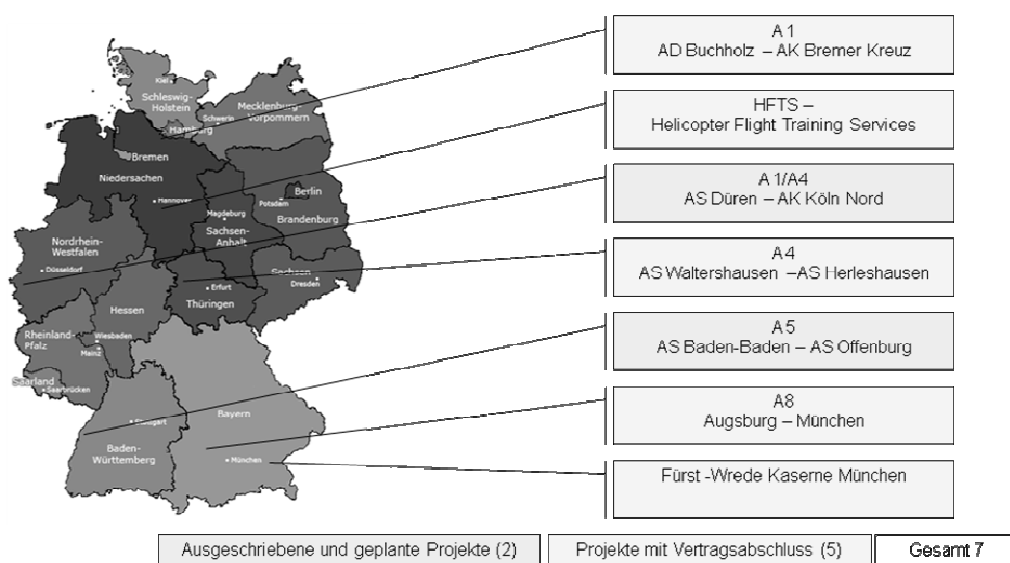 A 1
AD Buchholz – AK Bremer Kreuz
HFTS –
Helicopter Flight Training Services
A 1/A4
AS Düren – AK Köln Nord
A4
AS Waltershausen –AS Herleshausen
A5
AS Baden-Baden – AS Offenburg
A8
Augsburg – München
Fürst -Wrede Kaserne München
Kiel
Schleswig-
Holstein
Mecklenburg-
Vorpommern
Schwerin
Hamburg
Bremen
Niedersachsen
Hannover
Berlin
Potsdam
Brandenburg
Magdeburg
Sachsen-
Anhalt
Nordrhein-
Westfalen
Düsseldorf
Sachsen
Dresden
Erfurt
Thüringen
Hessen
Rheinland-
Pfalz
Wiesbaden
Mainz
Saarland
Saarbrücken
Stuttgart
Bayern
Baden-
Württemberg
München
Ausgeschriebene und geplante Projekte (2)
Projekte mit Vertragsabschluss (5)
Gesamt 7